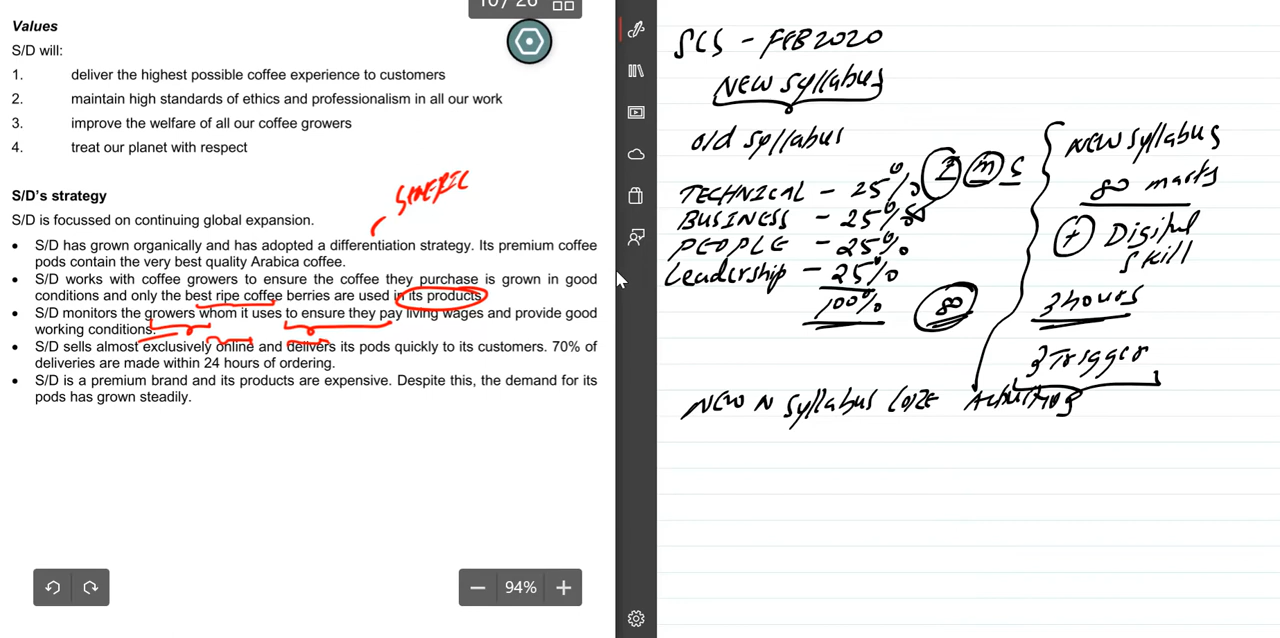 10 / 26
Values
S/D will:
1. deliver the highest possible coffee experience to customers
2. maintain high standards of ethics and professionalism in all our work
3. improve the welfare of all our coffee growers
4. treat our planet with respect
S/D's strategy
S/D is focussed on continuing global expansion.
• S/D has grown organically and has adopted a differentiation strategy. Its premium coffee
pods contain the very best quality Arabica coffee.
• S/D works with coffee growers to ensure the coffee they purchase is grown in good
conditions and only the best ripe coffee berries are used in its products.
• S/D monitors the growers whom it uses to ensure they pay living wages and provide good
working conditions.
• S/D sells almost exclusively online and delivers its pods quickly to its customers. 70% of
deliveries are made within 24 hours of ordering.
• S/D is a premium brand and its products are expensive. Despite this, the demand for its
pods has grown steadily.
94%
SCS - FEB 2020
NEW Syllabus
old syllabus
TECHNICAL - 25%
BUSINESS - 25%
PEOPLE - 25%
Leadership - 25%
100%
80
E m S
NEW Syllabus
80 marks
+ Digital
Skill
3 hours
3 Trigger
NEW Syllabus CORE Activities